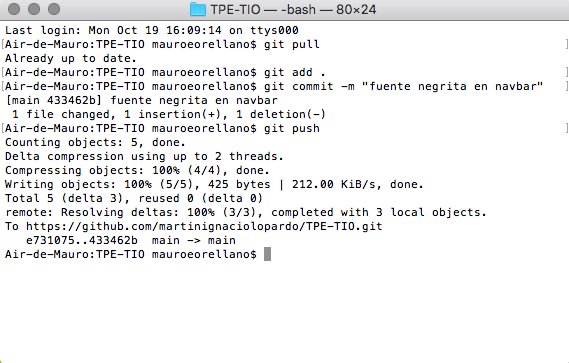 TPE-TIO — -bash — 80×24
Last login: Mon Oct 19 16:09:14 on ttys000
[Air-de-Mauro:TPE-TIO mauroeorellano$ git pull ]
Already up to date.
[Air-de-Mauro:TPE-TIO mauroeorellano$ git add . ]
[Air-de-Mauro:TPE-TIO mauroeorellano$ git commit -m "fuente negrita en navbar" ]
[main 433462b] fuente negrita en navbar
 1 file changed, 1 insertion(+), 1 deletion(-)
[Air-de-Mauro:TPE-TIO mauroeorellano$ git push ]
Counting objects: 5, done.
Delta compression using up to 2 threads.
Compressing objects: 100% (4/4), done.
Writing objects: 100% (5/5), 425 bytes | 212.00 KiB/s, done.
Total 5 (delta 3), reused 0 (delta 0)
remote: Resolving deltas: 100% (3/3), completed with 3 local objects.
To https://github.com/martinignaciolopardo/TPE-TIO.git
   e731075..433462b  main -> main
Air-de-Mauro:TPE-TIO mauroeorellano$